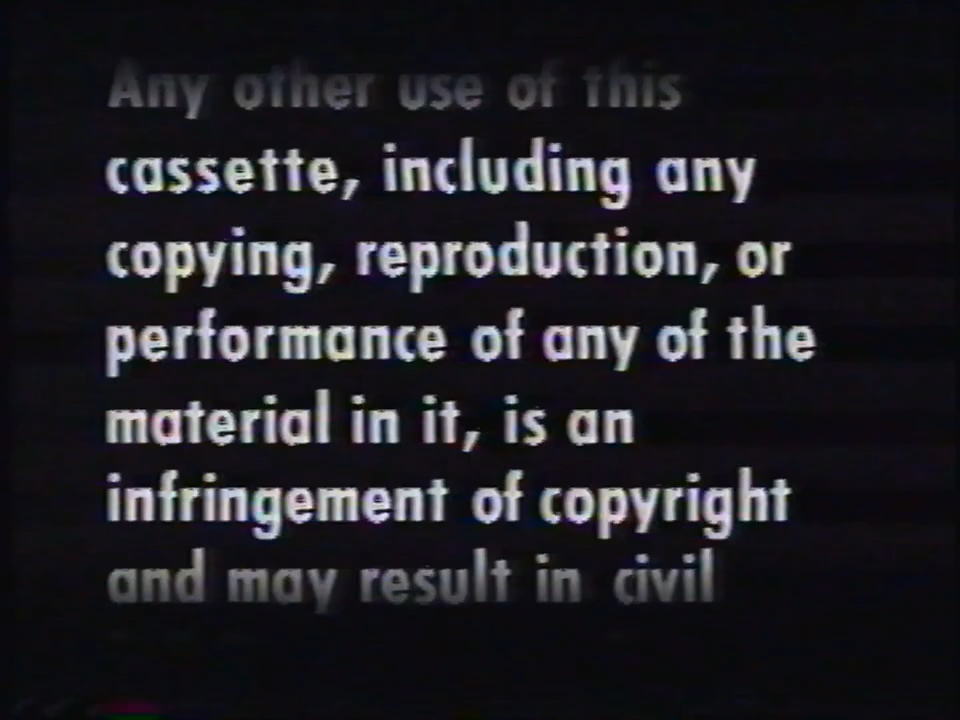 Any other use of this
cassette, including any
copying, reproduction, or
performance of any of the
material in it, is an
infringement of copyright
and may result in civil